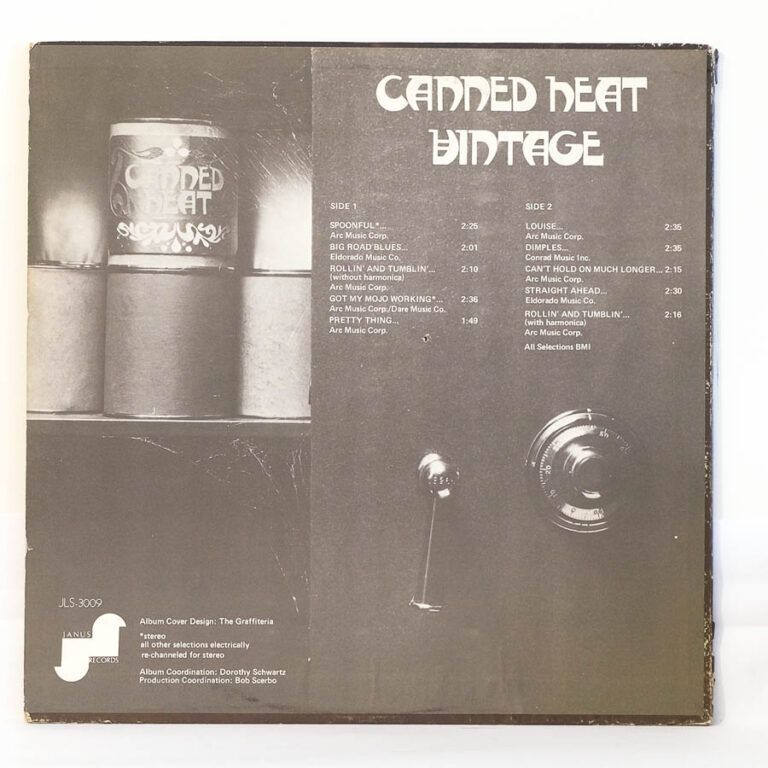 CANNED HEAT
VINTAGE
CANNED
HEAT
SIDE 1
SPOONFUL*... 2:25
Arc Music Corp.
BIG ROAD BLUES... 2:01
Eldorado Music Co.
ROLLIN' AND TUMBLIN'... 2:10
(without harmonica)
Arc Music Corp.
GOT MY MOJO WORKING*... 2:36
Arc Music Corp./Dare Music Co.
PRETTY THING... 1:49
Arc Music Corp.
SIDE 2
LOUISE... 2:35
Arc Music Corp.
DIMPLES... 2:35
Conrad Music Inc.
CAN'T HOLD ON MUCH LONGER... 2:15
Arc Music Corp.
STRAIGHT AHEAD... 2:30
Eldorado Music Co.
ROLLIN' AND TUMBLIN'... 2:16
(with harmonica)
Arc Music Corp.
All Selections BMI
JLS-3009
JANUS
RECORDS
Album Cover Design: The Graffiteria
*stereo
all other selections electrically
re-channeled for stereo
Album Coordination: Dorothy Schwartz
Production Coordination: Bob Scerbo